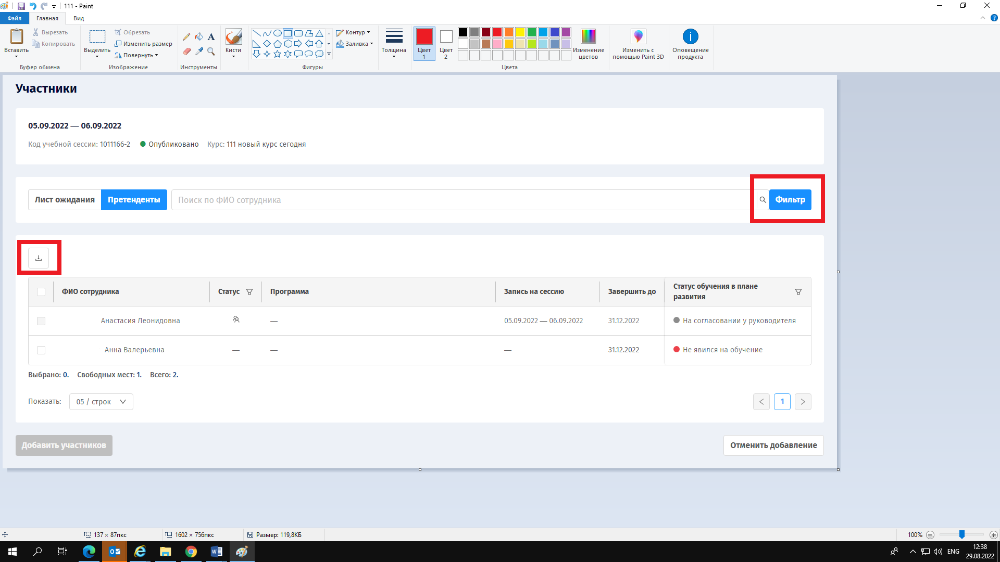 111 - Paint
Файл Главная Вид
Вставить
Вырезать
Копировать
Буфер обмена
Выделить
Обрезать
Изменить размер
Повернуть
Изображение
A
Инструменты
Кисти
Контур
Заливка
Фигуры
Толщина
Цвет 1
Цвет 2
Изменение цветов
Цвета
Изменить с помощью Paint 3D
Оповещение продукта
Участники
05.09.2022 — 06.09.2022
Код учебной сессии: 1011166-2 Опубликовано Курс: 111 новый курс сегодня
Лист ожидания Претенденты Поиск по ФИО сотрудника Фильтр
ФИО сотрудника Статус Программа Запись на сессию Завершить до Статус обучения в плане развития
Анастасия Леонидовна — 05.09.2022 — 06.09.2022 31.12.2022 На согласовании у руководителя
Анна Валерьевна — — — 31.12.2022 Не явился на обучение
Выбрано: 0. Свободных мест: 1. Всего: 2.
Показать: 05 / строк < 1 >
Добавить участников Отменить добавление
137 × 87пкс 1602 × 756пкс Размер: 119,8КБ 100%
ENG 12:38
29.08.2022